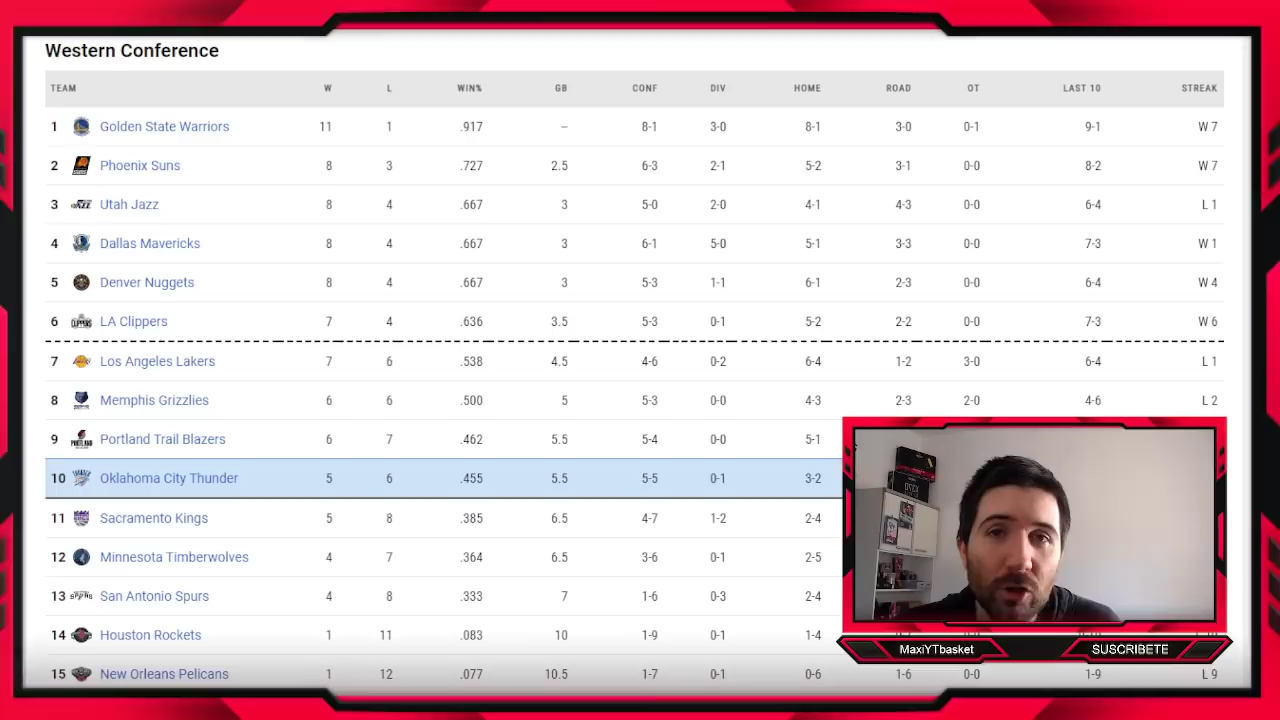 Western Conference
TEAM W L WIN% GB CONF DIV HOME ROAD OT LAST 10 STREAK
1 Golden State Warriors 11 1 .917 – 8-1 3-0 8-1 3-0 0-1 9-1 W 7
2 Phoenix Suns 8 3 .727 2.5 6-3 2-1 5-2 3-1 0-0 8-2 W 7
3 Utah Jazz 8 4 .667 3 5-0 2-0 4-1 4-3 0-0 6-4 L 1
4 Dallas Mavericks 8 4 .667 3 6-1 5-0 5-1 3-3 0-0 7-3 W 1
5 Denver Nuggets 8 4 .667 3 5-3 1-1 6-1 2-3 0-0 6-4 W 4
6 LA Clippers 7 4 .636 3.5 5-3 0-1 5-2 2-2 0-0 7-3 W 6
7 Los Angeles Lakers 7 6 .538 4.5 4-6 0-2 6-4 1-2 3-0 6-4 L 1
8 Memphis Grizzlies 6 6 .500 5 5-3 0-0 4-3 2-3 2-0 4-6 L 2
9 Portland Trail Blazers 6 7 .462 5.5 5-4 0-0 5-1
10 Oklahoma City Thunder 5 6 .455 5.5 5-5 0-1 3-2
11 Sacramento Kings 5 8 .385 6.5 4-7 1-2 2-4
12 Minnesota Timberwolves 4 7 .364 6.5 3-6 0-1 2-5
13 San Antonio Spurs 4 8 .333 7 1-6 0-3 2-4
14 Houston Rockets 1 11 .083 10 1-9 0-1 1-4
15 New Orleans Pelicans 1 12 .077 10.5 1-7 0-1 0-6 1-6 0-0 1-9 L 9
MaxiYTbasket SUSCRIBETE